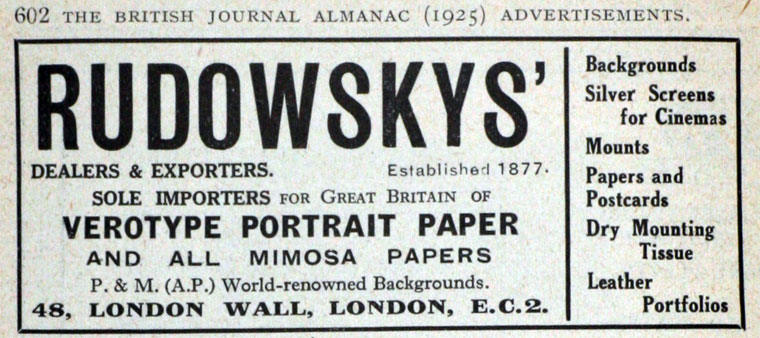 602 THE BRITISH JOURNAL ALMANAC (1925) ADVERTISEMENTS.
RUDOWSKYS'
DEALERS & EXPORTERS. Established 1877.
SOLE IMPORTERS FOR GREAT BRITAIN OF
VEROTYPE PORTRAIT PAPER
AND ALL MIMOSA PAPERS
P. & M. (A.P.) World-renowned Backgrounds.
48, LONDON WALL, LONDON, E.C.2.
Backgrounds
Silver Screens
for Cinemas
Mounts
Papers and
Postcards
Dry Mounting
Tissue
Leather
Portfolios